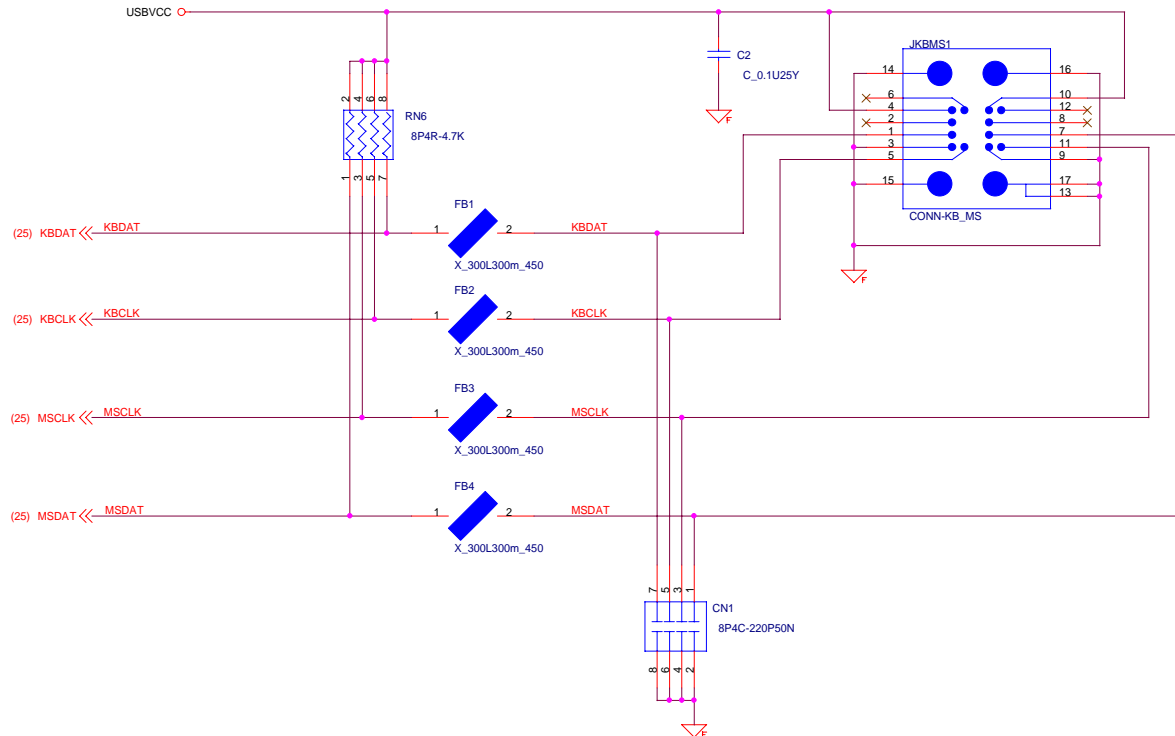 USBVCC
C2
C_0.1U25Y
F
JKBMS1
14
16
6
10
4
12
2
8
1
7
3
11
5
9
15
17
13
CONN-KB_MS
F
2
4
6
8
RN6
8P4R-4.7K
1
3
5
7
(25) KBDAT
KBDAT
FB1
1
2
X_300L300m_450
KBDAT
(25) KBCLK
KBCLK
FB2
1
2
X_300L300m_450
KBCLK
(25) MSCLK
MSCLK
FB3
1
2
X_300L300m_450
MSCLK
(25) MSDAT
MSDAT
FB4
1
2
X_300L300m_450
MSDAT
7
5
3
1
CN1
8P4C-220P50N
8
6
4
2
F